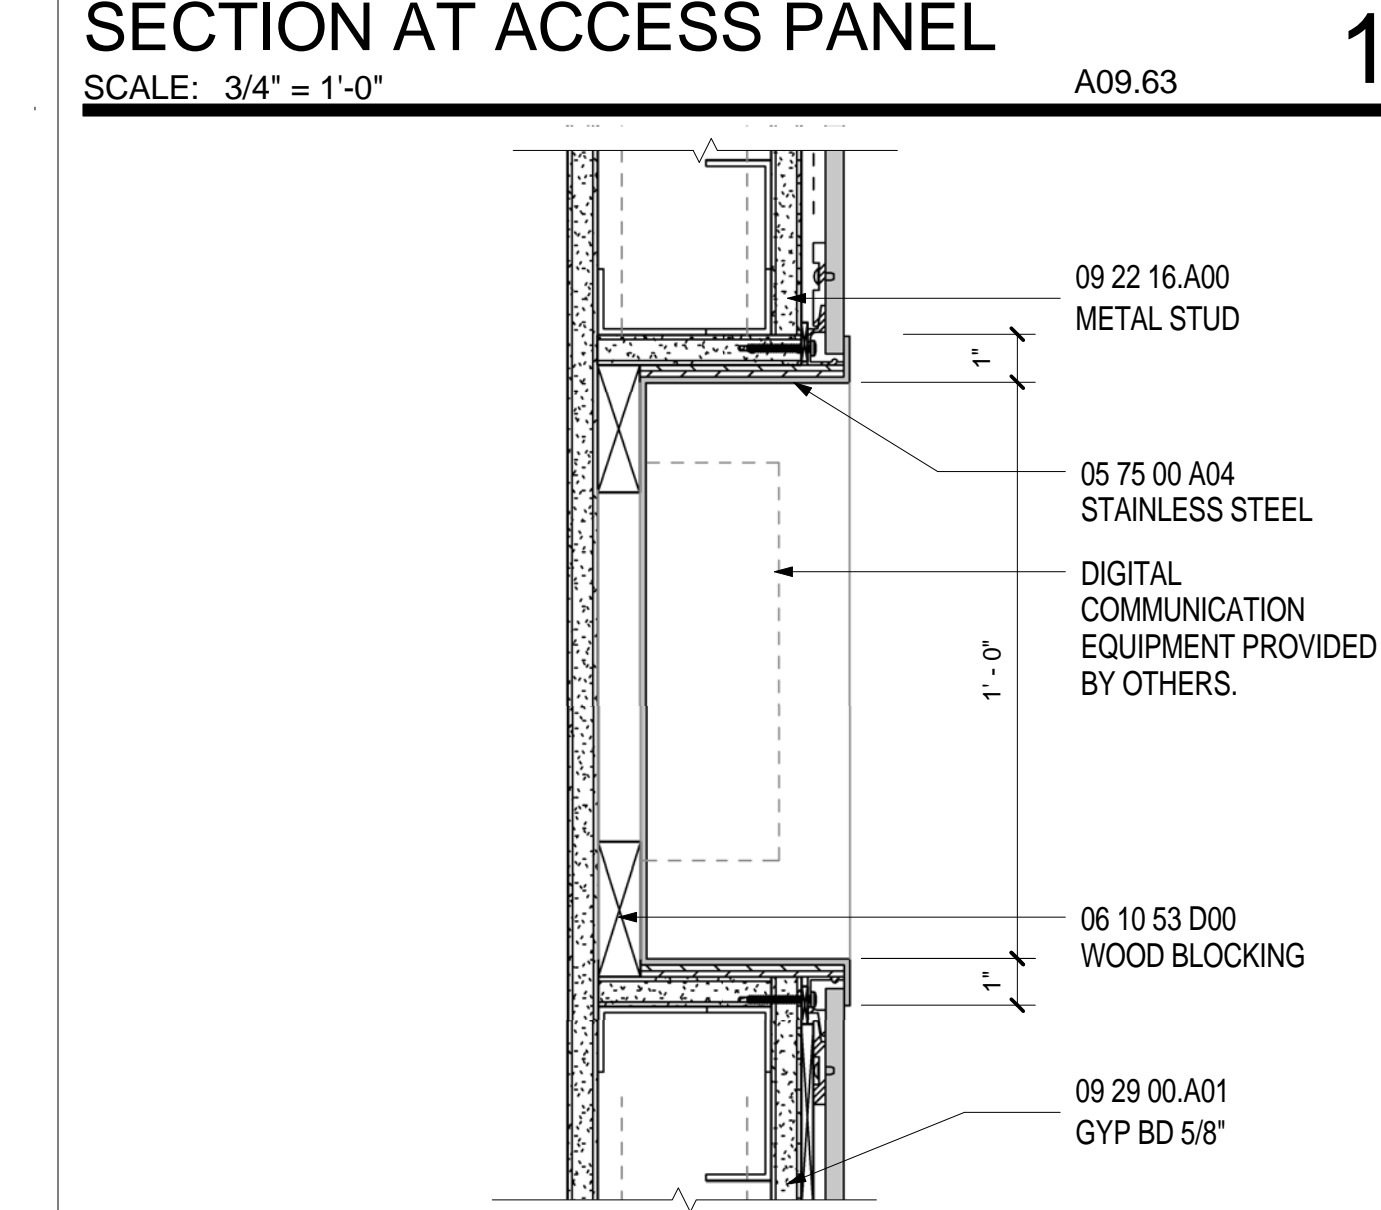 SECTION AT ACCESS PANEL
1
SCALE: 3/4" = 1'-0"
A09.63
09 22 16.A00
METAL STUD
1"
05 75 00 A04
STAINLESS STEEL
DIGITAL
COMMUNICATION
EQUIPMENT PROVIDED
BY OTHERS.
1' - 0"
06 10 53 D00
WOOD BLOCKING
1"
09 29 00.A01
GYP BD 5/8"